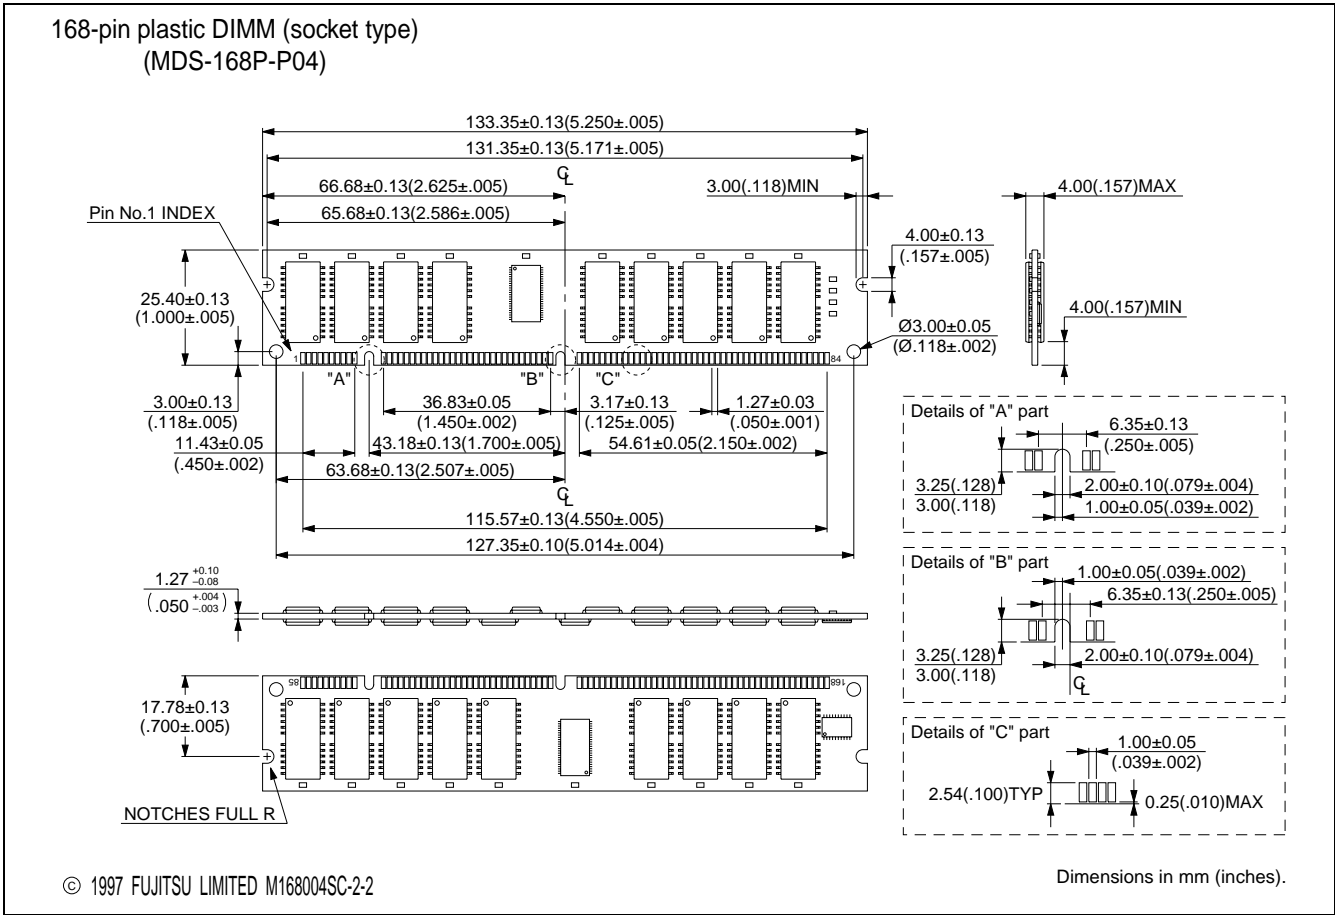 168-pin plastic DIMM (socket type)
(MDS-168P-P04)
133.35±0.13(5.250±.005)
131.35±0.13(5.171±.005)
CL
66.68±0.13(2.625±.005)
3.00(.118)MIN
4.00(.157)MAX
65.68±0.13(2.586±.005)
Pin No.1 INDEX
4.00±0.13
(.157±.005)
25.40±0.13
(1.000±.005)
4.00(.157)MIN
Ø3.00±0.05
(Ø.118±.002)
1
84
"A"
"B"
"C"
3.00±0.13
(.118±.005)
36.83±0.05
(1.450±.002)
3.17±0.13
(.125±.005)
1.27±0.03
(.050±.001)
11.43±0.05
(.450±.002)
43.18±0.13(1.700±.005)
54.61±0.05(2.150±.002)
63.68±0.13(2.507±.005)
CL
115.57±0.13(4.550±.005)
127.35±0.10(5.014±.004)
Details of "A" part
6.35±0.13
(.250±.005)
3.25(.128)
3.00(.118)
2.00±0.10(.079±.004)
1.00±0.05(.039±.002)
Details of "B" part
1.00±0.05(.039±.002)
6.35±0.13(.250±.005)
3.25(.128)
3.00(.118)
2.00±0.10(.079±.004)
CL
1.27 +0.10 –0.08
(.050 +.004 –.003)
85
168
17.78±0.13
(.700±.005)
NOTCHES FULL R
Details of "C" part
1.00±0.05
(.039±.002)
2.54(.100)TYP
0.25(.010)MAX
© 1997 FUJITSU LIMITED M168004SC-2-2
Dimensions in mm (inches).